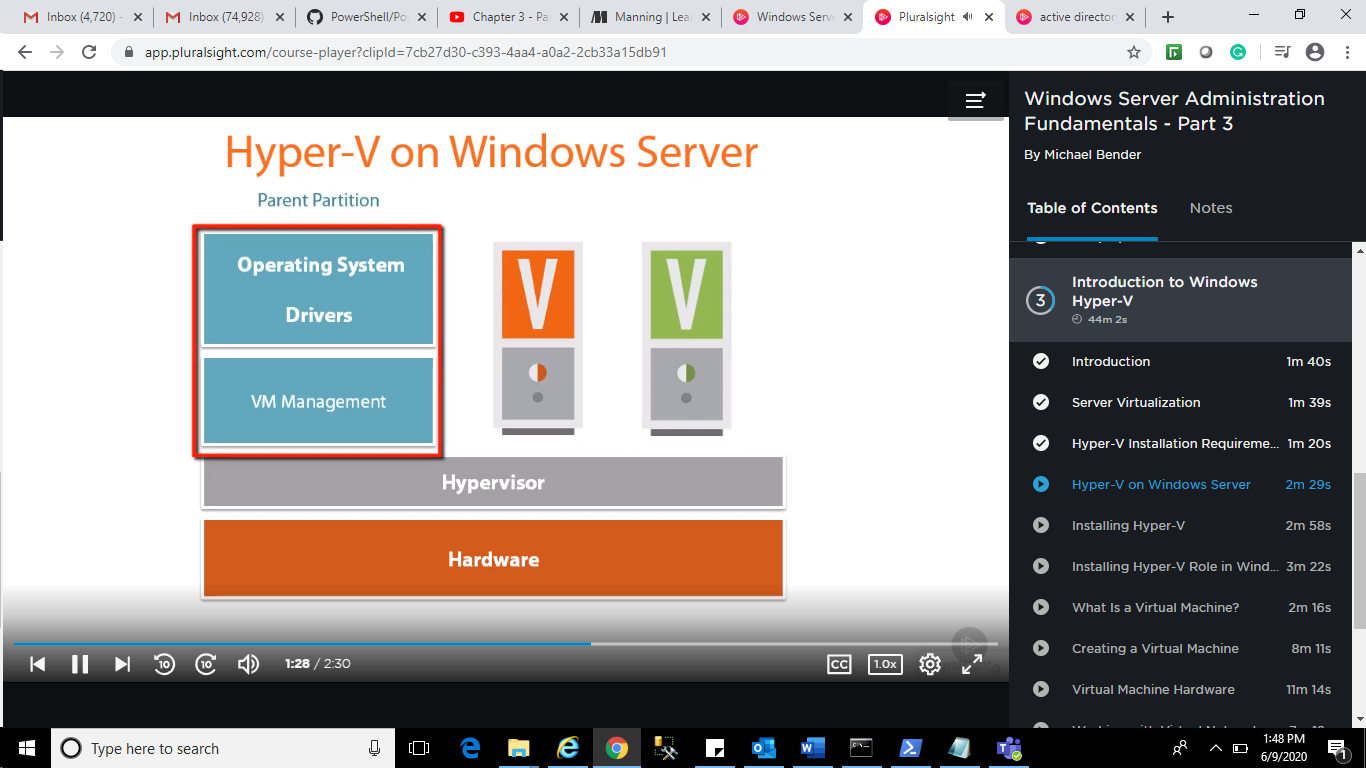 Inbox (4,720) -
Inbox (74,928)
PowerShell/Po
Chapter 3 - Pa
Manning | Lea
Windows Serv
Pluralsight
active director
app.pluralsight.com/course-player?clipId=7cb27d30-c393-4aa4-a0a2-2cb33a15db91
Hyper-V on Windows Server
Parent Partition
Operating System
Drivers
VM Management
V
V
Hypervisor
Hardware
10
10
1:28 / 2:30
CC
1.0x
Windows Server Administration
Fundamentals - Part 3
By Michael Bender
Table of Contents
Notes
3
Introduction to Windows
Hyper-V
44m 2s
Introduction 1m 40s
Server Virtualization 1m 39s
Hyper-V Installation Requireme... 1m 20s
Hyper-V on Windows Server 2m 29s
Installing Hyper-V 2m 58s
Installing Hyper-V Role in Wind... 3m 22s
What Is a Virtual Machine? 2m 16s
Creating a Virtual Machine 8m 11s
Virtual Machine Hardware 11m 14s
Type here to search
1:48 PM
6/9/2020
1